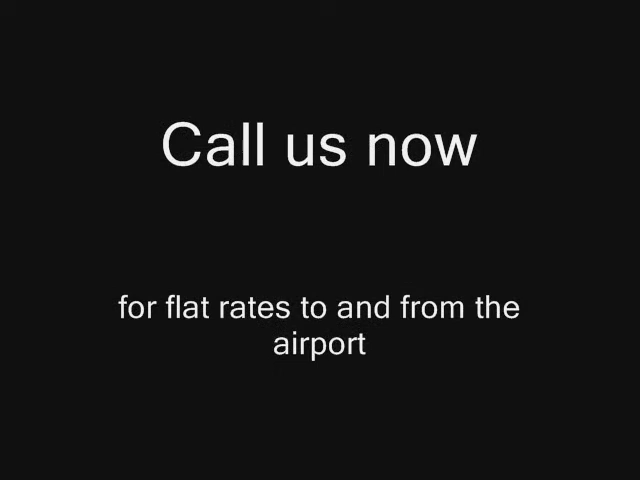 Call us now
for flat rates to and from the
airport